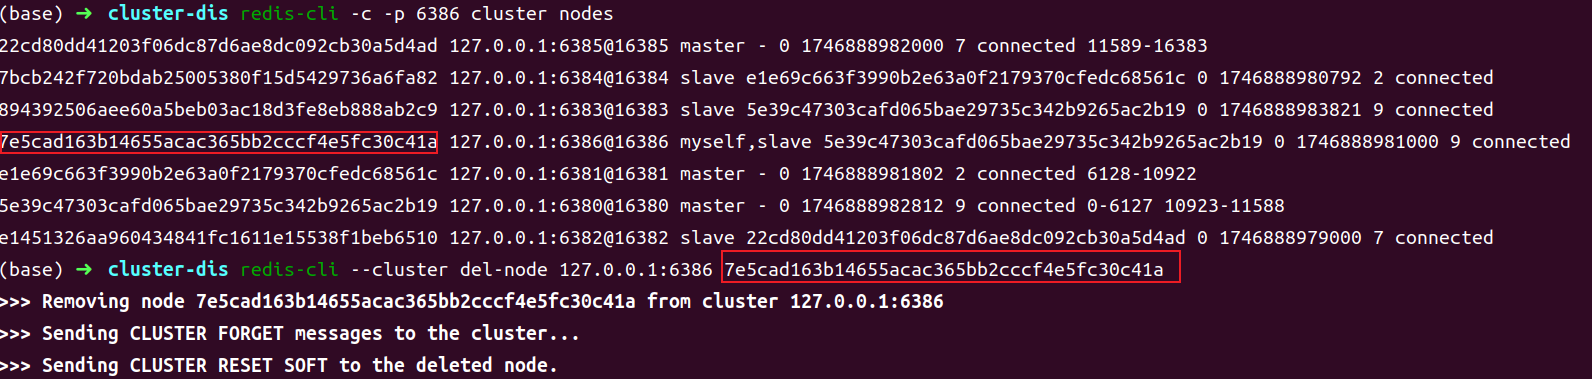 (base) ➜ cluster-dis redis-cli -c -p 6386 cluster nodes
22cd80dd41203f06dc87d6ae8dc092cb30a5d4ad 127.0.0.1:6385@16385 master - 0 1746888982000 7 connected 11589-16383
7bcb242f720bdab25005380f15d5429736a6fa82 127.0.0.1:6384@16384 slave e1e69c663f3990b2e63a0f2179370cfedc68561c 0 1746888980792 2 connected
894392506aee60a5beb03ac18d3fe8eb888ab2c9 127.0.0.1:6383@16383 slave 5e39c47303cafd065bae29735c342b9265ac2b19 0 1746888983821 9 connected
7e5cad163b14655acac365bb2cccf4e5fc30c41a 127.0.0.1:6386@16386 myself,slave 5e39c47303cafd065bae29735c342b9265ac2b19 0 1746888981000 9 connected
e1e69c663f3990b2e63a0f2179370cfedc68561c 127.0.0.1:6381@16381 master - 0 1746888981802 2 connected 6128-10922
5e39c47303cafd065bae29735c342b9265ac2b19 127.0.0.1:6380@16380 master - 0 1746888982812 9 connected 0-6127 10923-11588
e1451326aa960434841fc1611e15538f1beb6510 127.0.0.1:6382@16382 slave 22cd80dd41203f06dc87d6ae8dc092cb30a5d4ad 0 1746888979000 7 connected
(base) ➜ cluster-dis redis-cli --cluster del-node 127.0.0.1:6386 7e5cad163b14655acac365bb2cccf4e5fc30c41a
>>> Removing node 7e5cad163b14655acac365bb2cccf4e5fc30c41a from cluster 127.0.0.1:6386
>>> Sending CLUSTER FORGET messages to the cluster...
>>> Sending CLUSTER RESET SOFT to the deleted node.